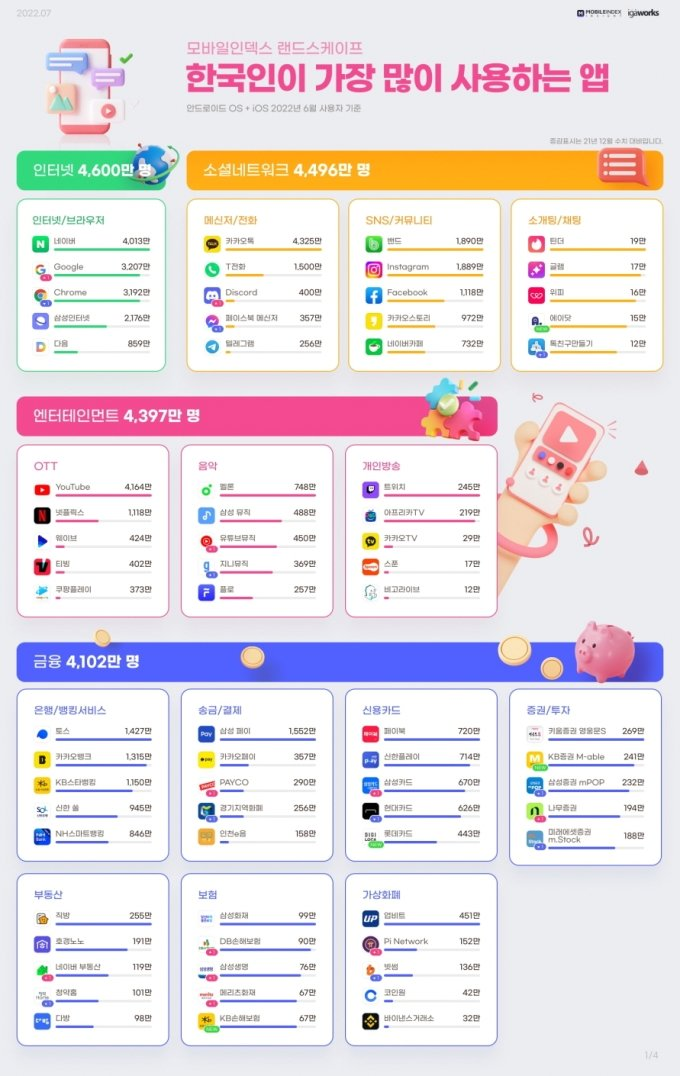 2022.07
MOBILEINDEX INSIGHT igaworks
모바일인덱스 랜드스케이프
한국인이 가장 많이 사용하는 앱
안드로이드 OS + iOS 2022년 6월 사용자 기준
증감표시는 21년 12월 수치 대비입니다.
인터넷 4,600만 명
소셜네트워크 4,496만 명
인터넷/브라우저
네이버 4,013만
Google 3,207만
Chrome 3,192만
삼성인터넷 2,176만
다음 859만
메신저/전화
카카오톡 4,325만
T전화 1,500만
Discord 400만
페이스북 메신저 357만
텔레그램 256만
SNS/커뮤니티
밴드 1,890만
Instagram 1,889만
Facebook 1,118만
카카오스토리 972만
네이버카페 732만
소개팅/채팅
틴더 19만
글램 17만
위피 16만
에이닷 15만
톡친구만들기 12만
엔터테인먼트 4,397만 명
OTT
YouTube 4,164만
넷플릭스 1,118만
웨이브 424만
티빙 402만
쿠팡플레이 373만
음악
멜론 748만
삼성 뮤직 488만
유튜브뮤직 450만
지니뮤직 369만
플로 257만
개인방송
트위치 245만
아프리카TV 219만
카카오TV 29만
스푼 17만
비고라이브 12만
금융 4,102만 명
은행/뱅킹서비스
토스 1,427만
카카오뱅크 1,315만
KB스타뱅킹 1,150만
신한 쏠 945만
NH스마트뱅킹 846만
송금/결제
삼성 페이 1,552만
카카오페이 357만
PAYCO 290만
경기지역화폐 256만
인천e음 158만
신용카드
페이북 720만
신한플레이 714만
삼성카드 670만
현대카드 626만
롯데카드 443만
증권/투자
키움증권 영웅문S 269만
KB증권 M-able 241만
삼성증권 mPOP 232만
나무증권 194만
미래에셋증권 m.Stock 188만
부동산
직방 255만
호갱노노 191만
네이버 부동산 119만
청약홈 101만
다방 98만
보험
삼성화재 99만
DB손해보험 90만
삼성생명 76만
메리츠화재 67만
KB손해보험 67만
가상화폐
업비트 451만
Pi Network 152만
빗썸 136만
코인원 42만
바이낸스거래소 32만
1/4